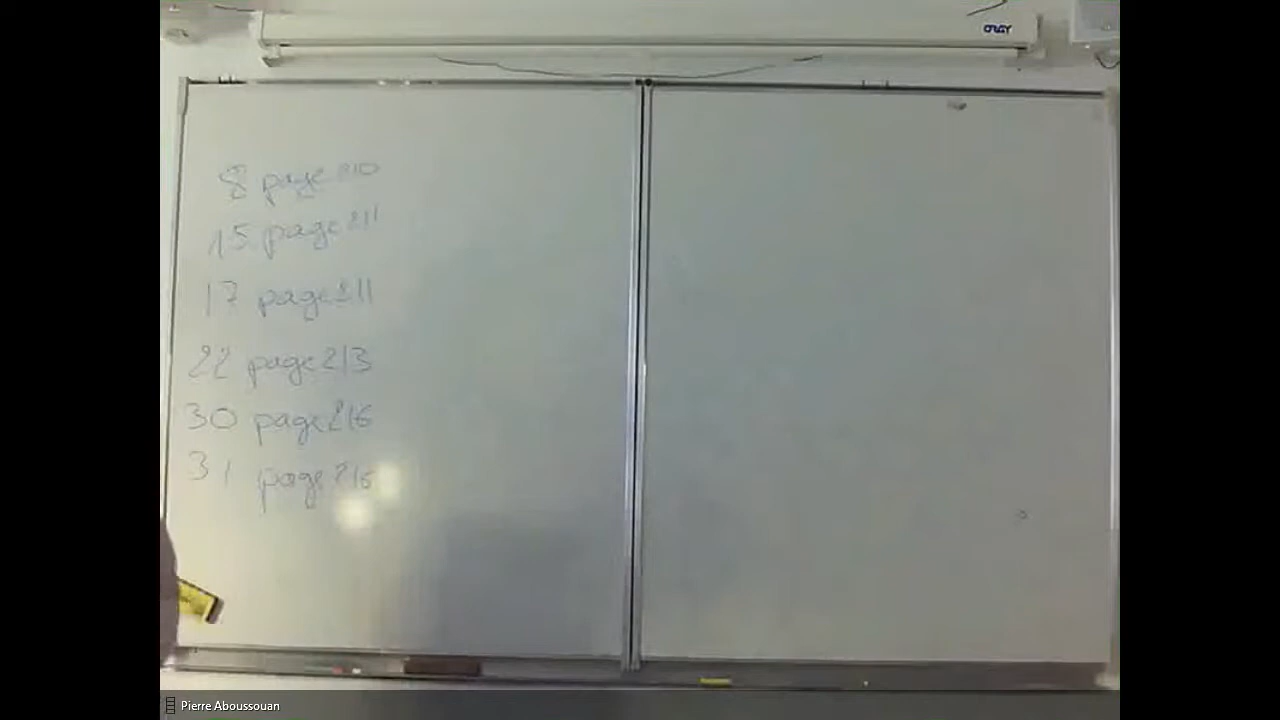 ORAY
8 page 210
15 page 211
17 page 211
22 page 213
30 page 216
31 page 216
Pierre Aboussouan